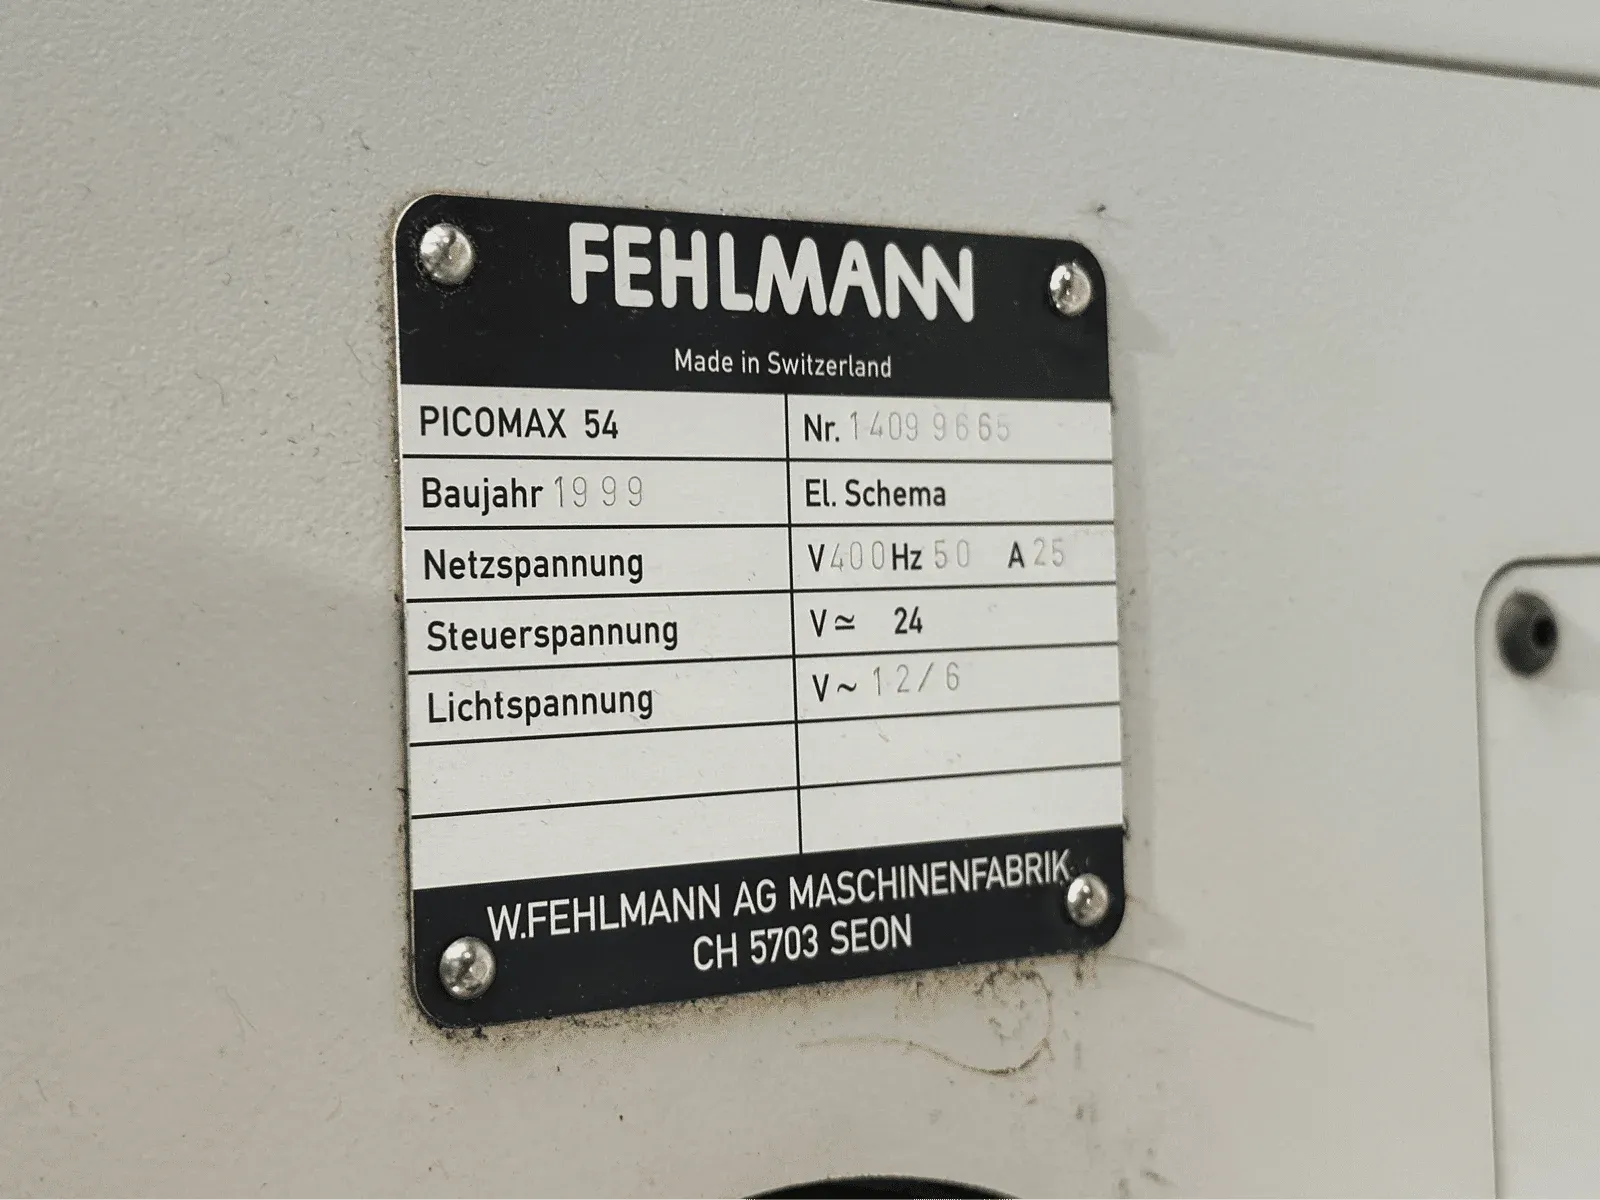 FEHLMANN
Made in Switzerland
PICOMAX 54 Nr. 1409 9665
Baujahr 1999 El. Schema
Netzspannung V 400 Hz 50 A 25
Steuerspannung V≃ 24
Lichtspannung V~ 12/6
W.FEHLMANN AG MASCHINENFABRIK
CH 5703 SEON